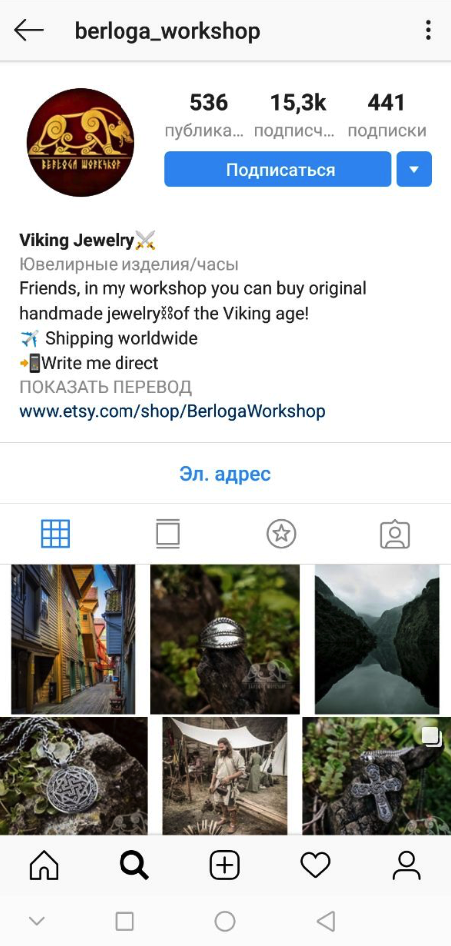 berloga_workshop
536 15,3k 441
публика... подписч... подписки
Подписаться
BERLOGA WORKSHOP
Viking Jewelry⚔️
Ювелирные изделия/часы
Friends, in my workshop you can buy original
handmade jewelry⛓of the Viking age!
✈️ Shipping worldwide
📲Write me direct
ПОКАЗАТЬ ПЕРЕВОД
www.etsy.com/shop/BerlogaWorkshop
Эл. адрес
BERLOGA WORKSHOP